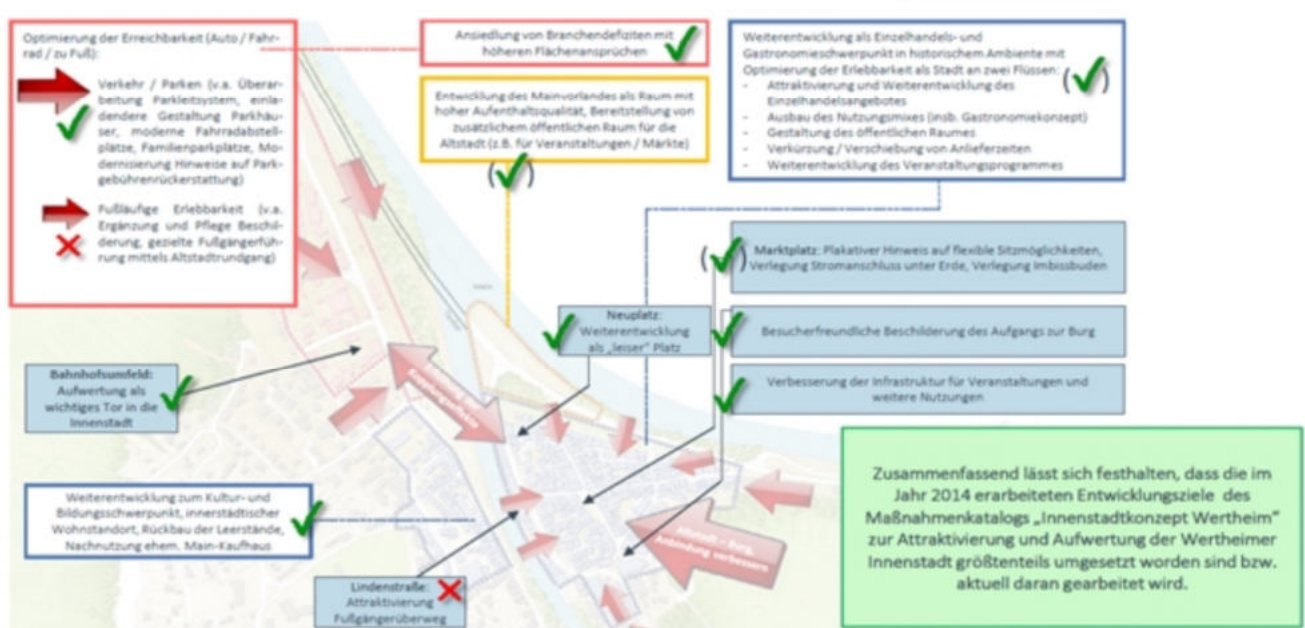 Optimierung der Erreichbarkeit (Auto / Fahr-
rad / zu Fuß):
Verkehr / Parken (v.a. Überar-
beitung Parkleitsystem, einla-
dendere Gestaltung Parkhäu-
ser, moderne Fahrradabstell-
plätze, Familienparkplätze, Mo-
dernisierung Hinweise auf Park-
gebührenrückerstattung)
Fußläufige Erlebbarkeit (v.a.
Ergänzung und Pflege Beschil-
derung, gezielte Fußgängerfüh-
rung mittels Altstadtrundgang)
Ansiedlung von Branchendefiziten mit
höheren Flächenansprüchen
Entwicklung des Mainvorlandes als Raum mit
hoher Aufenthaltsqualität, Bereitstellung von
zusätzlichem öffentlichen Raum für die
Altstadt (z.B. für Veranstaltungen / Märkte)
Weiterentwicklung als Einzelhandels- und
Gastronomieschwerpunkt in historischem Ambiente mit
Optimierung der Erlebbarkeit als Stadt an zwei Flüssen:
- Attraktivierung und Weiterentwicklung des
Einzelhandelsangebotes
- Ausbau des Nutzungsmixes (insb. Gastronomiekonzept)
- Gestaltung des öffentlichen Raumes
- Verkürzung / Verschiebung von Anlieferzeiten
- Weiterentwicklung des Veranstaltungsprogrammes
Marktplatz: Plakativer Hinweis auf flexible Sitzmöglichkeiten,
Verlegung Stromanschluss unter Erde, Verlegung Imbissbuden
Neuplatz:
Weiterentwicklung
als „leiser" Platz
Besucherfreundliche Beschilderung des Aufgangs zur Burg
Verbesserung der Infrastruktur für Veranstaltungen und
weitere Nutzungen
Bahnhofsumfeld:
Aufwertung als
wichtiges Tor in die
Innenstadt
Weiterentwicklung zum Kultur- und
Bildungsschwerpunkt, innerstädtischer
Wohnstandort, Rückbau der Leerstände,
Nachnutzung ehem. Main-Kaufhaus
Altstadt – Burg,
Anbindung verbessern
Lindenstraße:
Attraktivierung
Fußgängerüberweg
Zusammenfassend lässt sich festhalten, dass die im
Jahr 2014 erarbeiteten Entwicklungsziele des
Maßnahmenkatalogs „Innenstadtkonzept Wertheim"
zur Attraktivierung und Aufwertung der Wertheimer
Innenstadt größtenteils umgesetzt worden sind bzw.
aktuell daran gearbeitet wird.